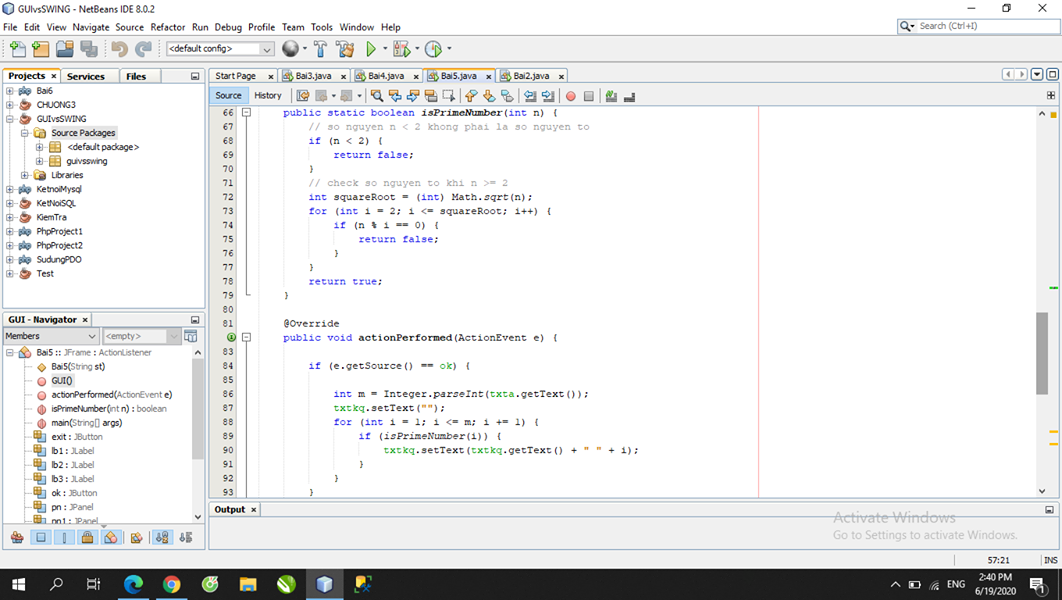 GUIvsSWING - NetBeans IDE 8.0.2
File Edit View Navigate Source Refactor Run Debug Profile Team Tools Window Help
Search (Ctrl+I)
<default config>
Projects × Services Files
Start Page × Bai3.java × Bai4.java × Bai5.java × Bai2.java ×
Source History
Bai6
CHUONG3
GUIvsSWING
Source Packages
<default package>
guivsswing
Libraries
KetnoiMysql
KetNoiSQL
KiemTra
PhpProject1
PhpProject2
SudungPDO
Test
GUI - Navigator ×
Members <empty>
Bai5 :: JFrame : ActionListener
Bai5(String st)
GUI()
actionPerformed(ActionEvent e)
isPrimeNumber(int n) : boolean
main(String[] args)
exit : JButton
lb1 : JLabel
lb2 : JLabel
lb3 : JLabel
ok : JButton
pn : JPanel
pn1 : JPanel
66 public static boolean isPrimeNumber(int n) {
67 // so nguyen n < 2 khong phai la so nguyen to
68 if (n < 2) {
69 return false;
70 }
71 // check so nguyen to khi n >= 2
72 int squareRoot = (int) Math.sqrt(n);
73 for (int i = 2; i <= squareRoot; i++) {
74 if (n % i == 0) {
75 return false;
76 }
77 }
78 return true;
79 }
80
81 @Override
public void actionPerformed(ActionEvent e) {
83
84 if (e.getSource() == ok) {
85
86 int m = Integer.parseInt(txta.getText());
87 txtkq.setText("");
88 for (int i = 1; i <= m; i += 1) {
89 if (isPrimeNumber(i)) {
90 txtkq.setText(txtkq.getText() + " " + i);
91 }
92 }
93 }
Output ×
Activate Windows
Go to Settings to activate Windows.
57:21 INS
ENG
2:40 PM
6/19/2020
1